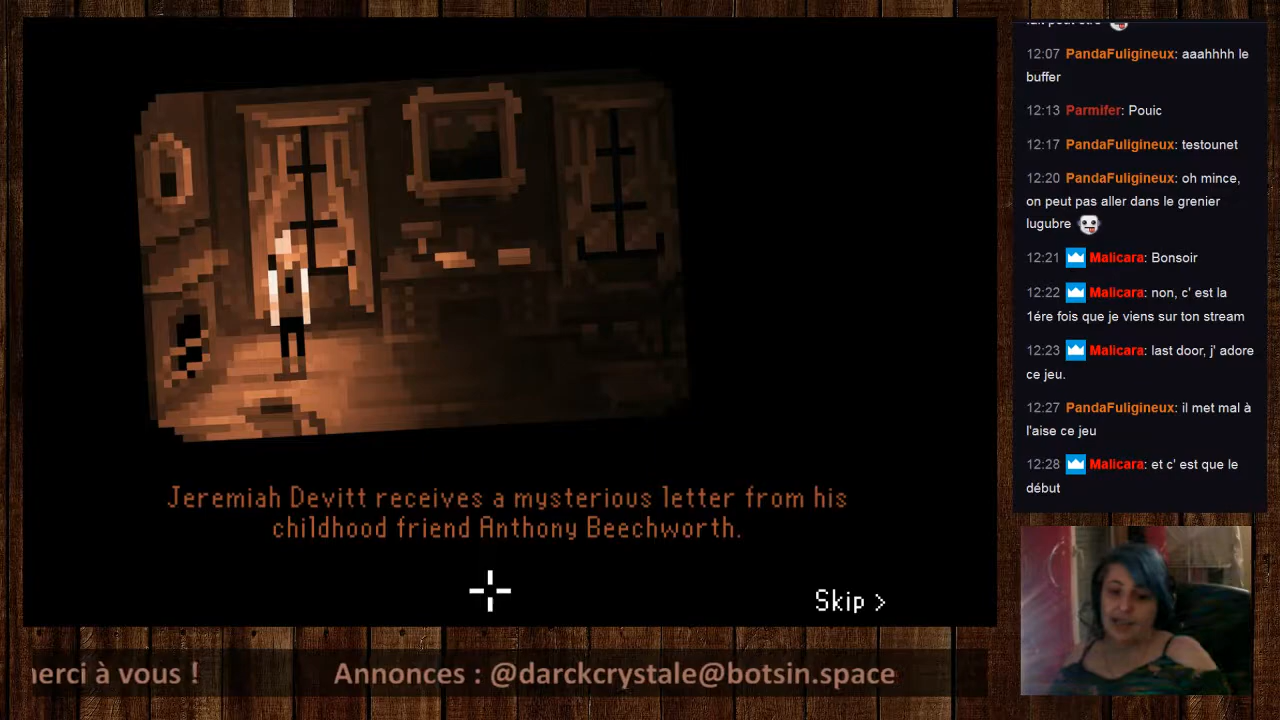 12:07 PandaFuligineux: aaahhhh le
buffer
12:13 Parmifer: Pouic
12:17 PandaFuligineux: testounet
12:20 PandaFuligineux: oh mince,
on peut pas aller dans le grenier
lugubre
12:21 Malicara: Bonsoir
12:22 Malicara: non, c' est la
1ére fois que je viens sur ton stream
12:23 Malicara: last door, j' adore
ce jeu.
12:27 PandaFuligineux: il met mal à
l'aise ce jeu
12:28 Malicara: et c' est que le
début
Jeremiah Devitt receives a mysterious letter from his
childhood friend Anthony Beechworth.
Skip >
merci à vous ! Annonces : @darckcrystale@botsin.space